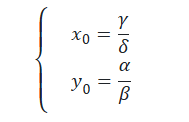 x₀ = γ/δ
y₀ = α/β